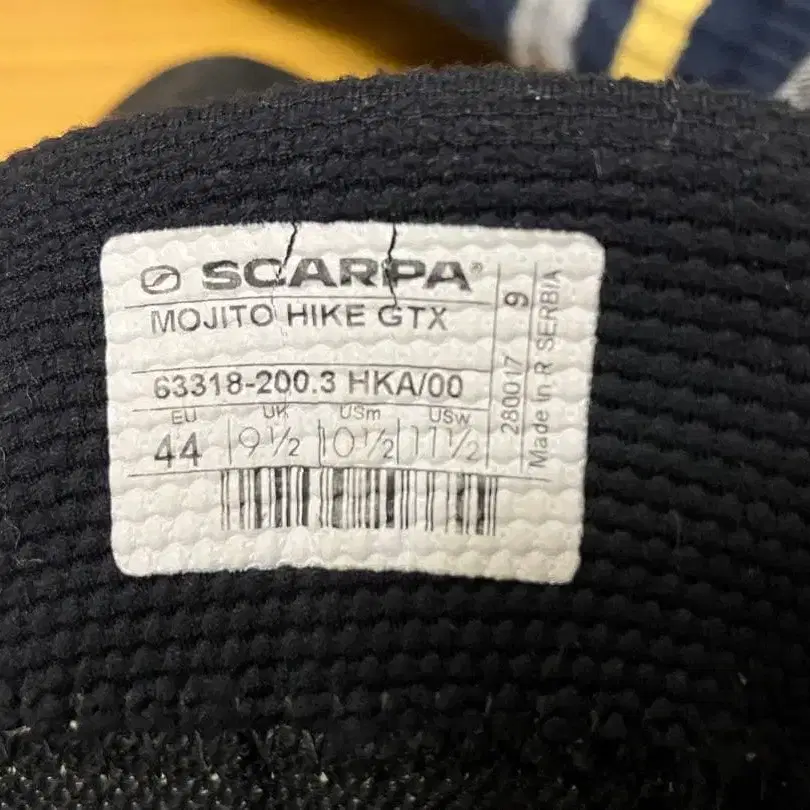 SCARPA®
MOJITO HIKE GTX
63318-200.3 HKA/00
EU UK USm USw
44 9½ 10½ 11½
280017 9
Made In R SERBIA